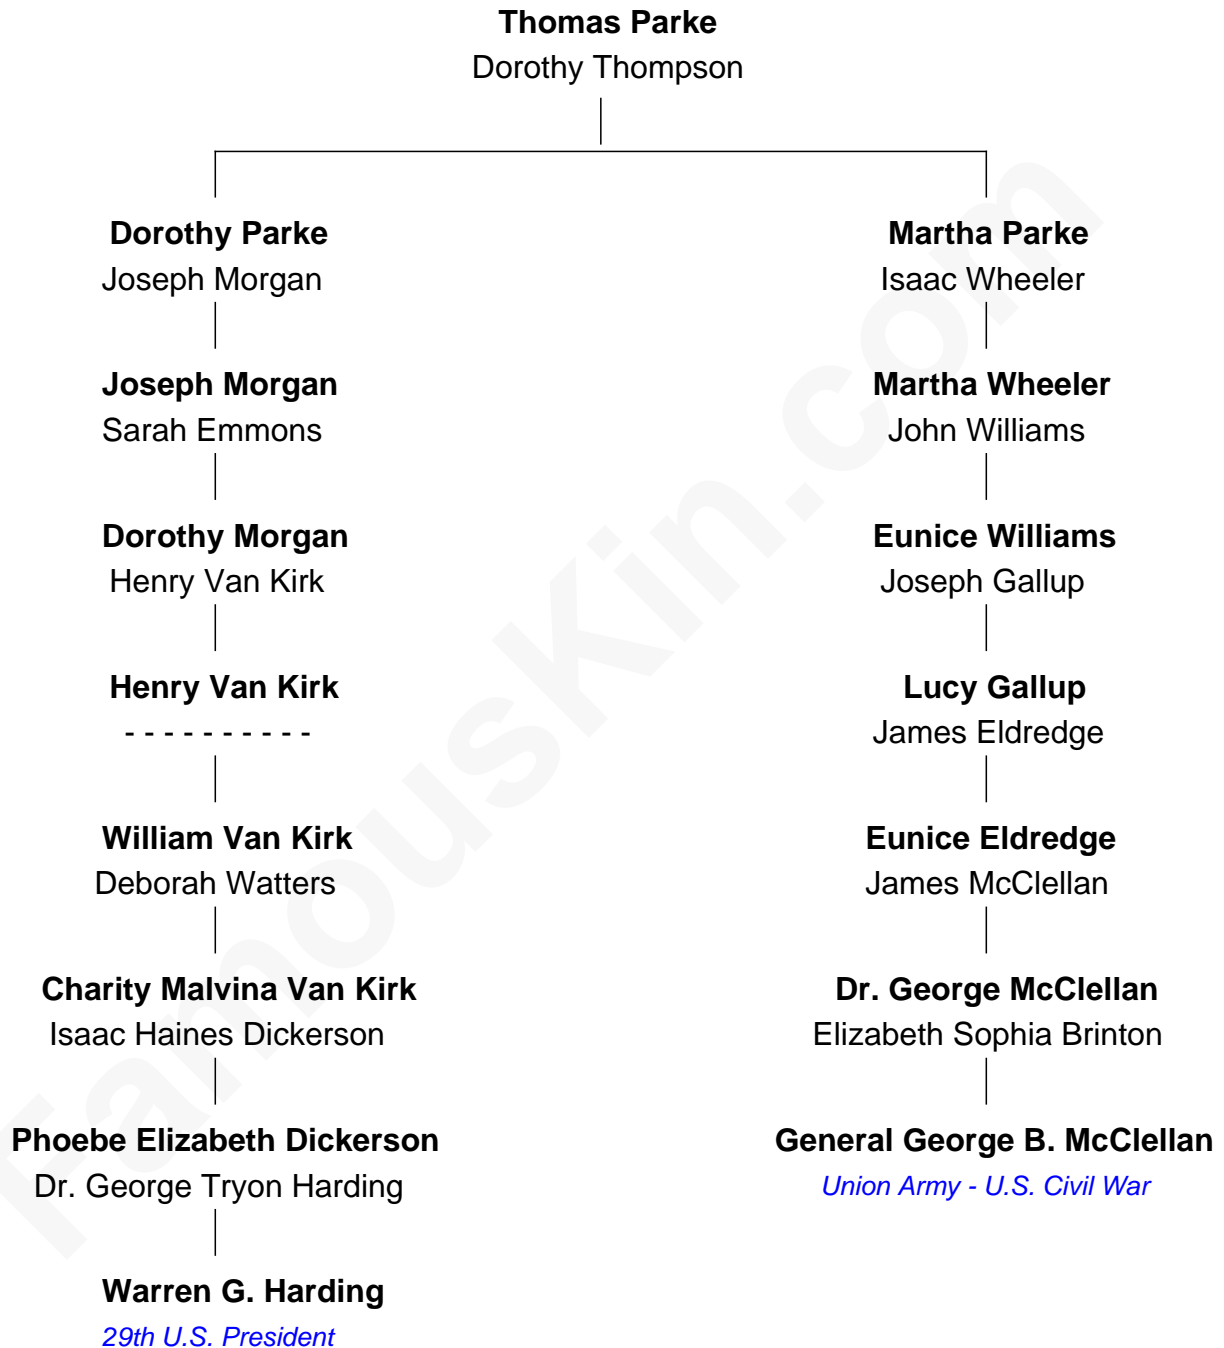 Thomas Parke
Dorothy Thompson
Dorothy Parke
Joseph Morgan
Martha Parke
Isaac Wheeler
Joseph Morgan
Sarah Emmons
Martha Wheeler
John Williams
Dorothy Morgan
Henry Van Kirk
Eunice Williams
Joseph Gallup
Henry Van Kirk
- - - - - - - - - -
Lucy Gallup
James Eldredge
William Van Kirk
Deborah Watters
Eunice Eldredge
James McClellan
Charity Malvina Van Kirk
Isaac Haines Dickerson
Dr. George McClellan
Elizabeth Sophia Brinton
Phoebe Elizabeth Dickerson
Dr. George Tryon Harding
General George B. McClellan
Union Army - U.S. Civil War
Warren G. Harding
29th U.S. President
FamousKin.com